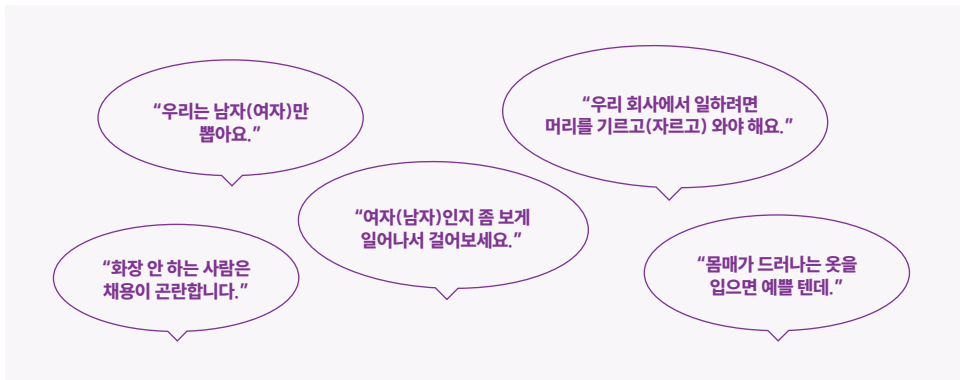 “우리는 남자(여자)만
뽑아요.”
“우리 회사에서 일하려면
머리를 기르고(자르고) 와야 해요.”
“여자(남자)인지 좀 보게
일어나서 걸어보세요.”
“화장 안 하는 사람은
채용이 곤란합니다.”
“몸매가 드러나는 옷을
입으면 예쁠 텐데.”